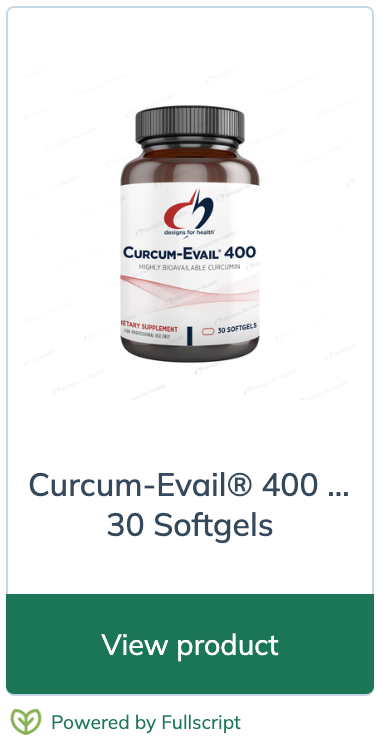 designs for health®
CURCUM-EVAIL® 400
HIGHLY BIOAVAILABLE CURCUMIN
ETARY SUPPLEMENT
FOR PROFESSIONAL USE ONLY
30 SOFTGELS
Curcum-Evail® 400 ...
30 Softgels
View product
Powered by Fullscript